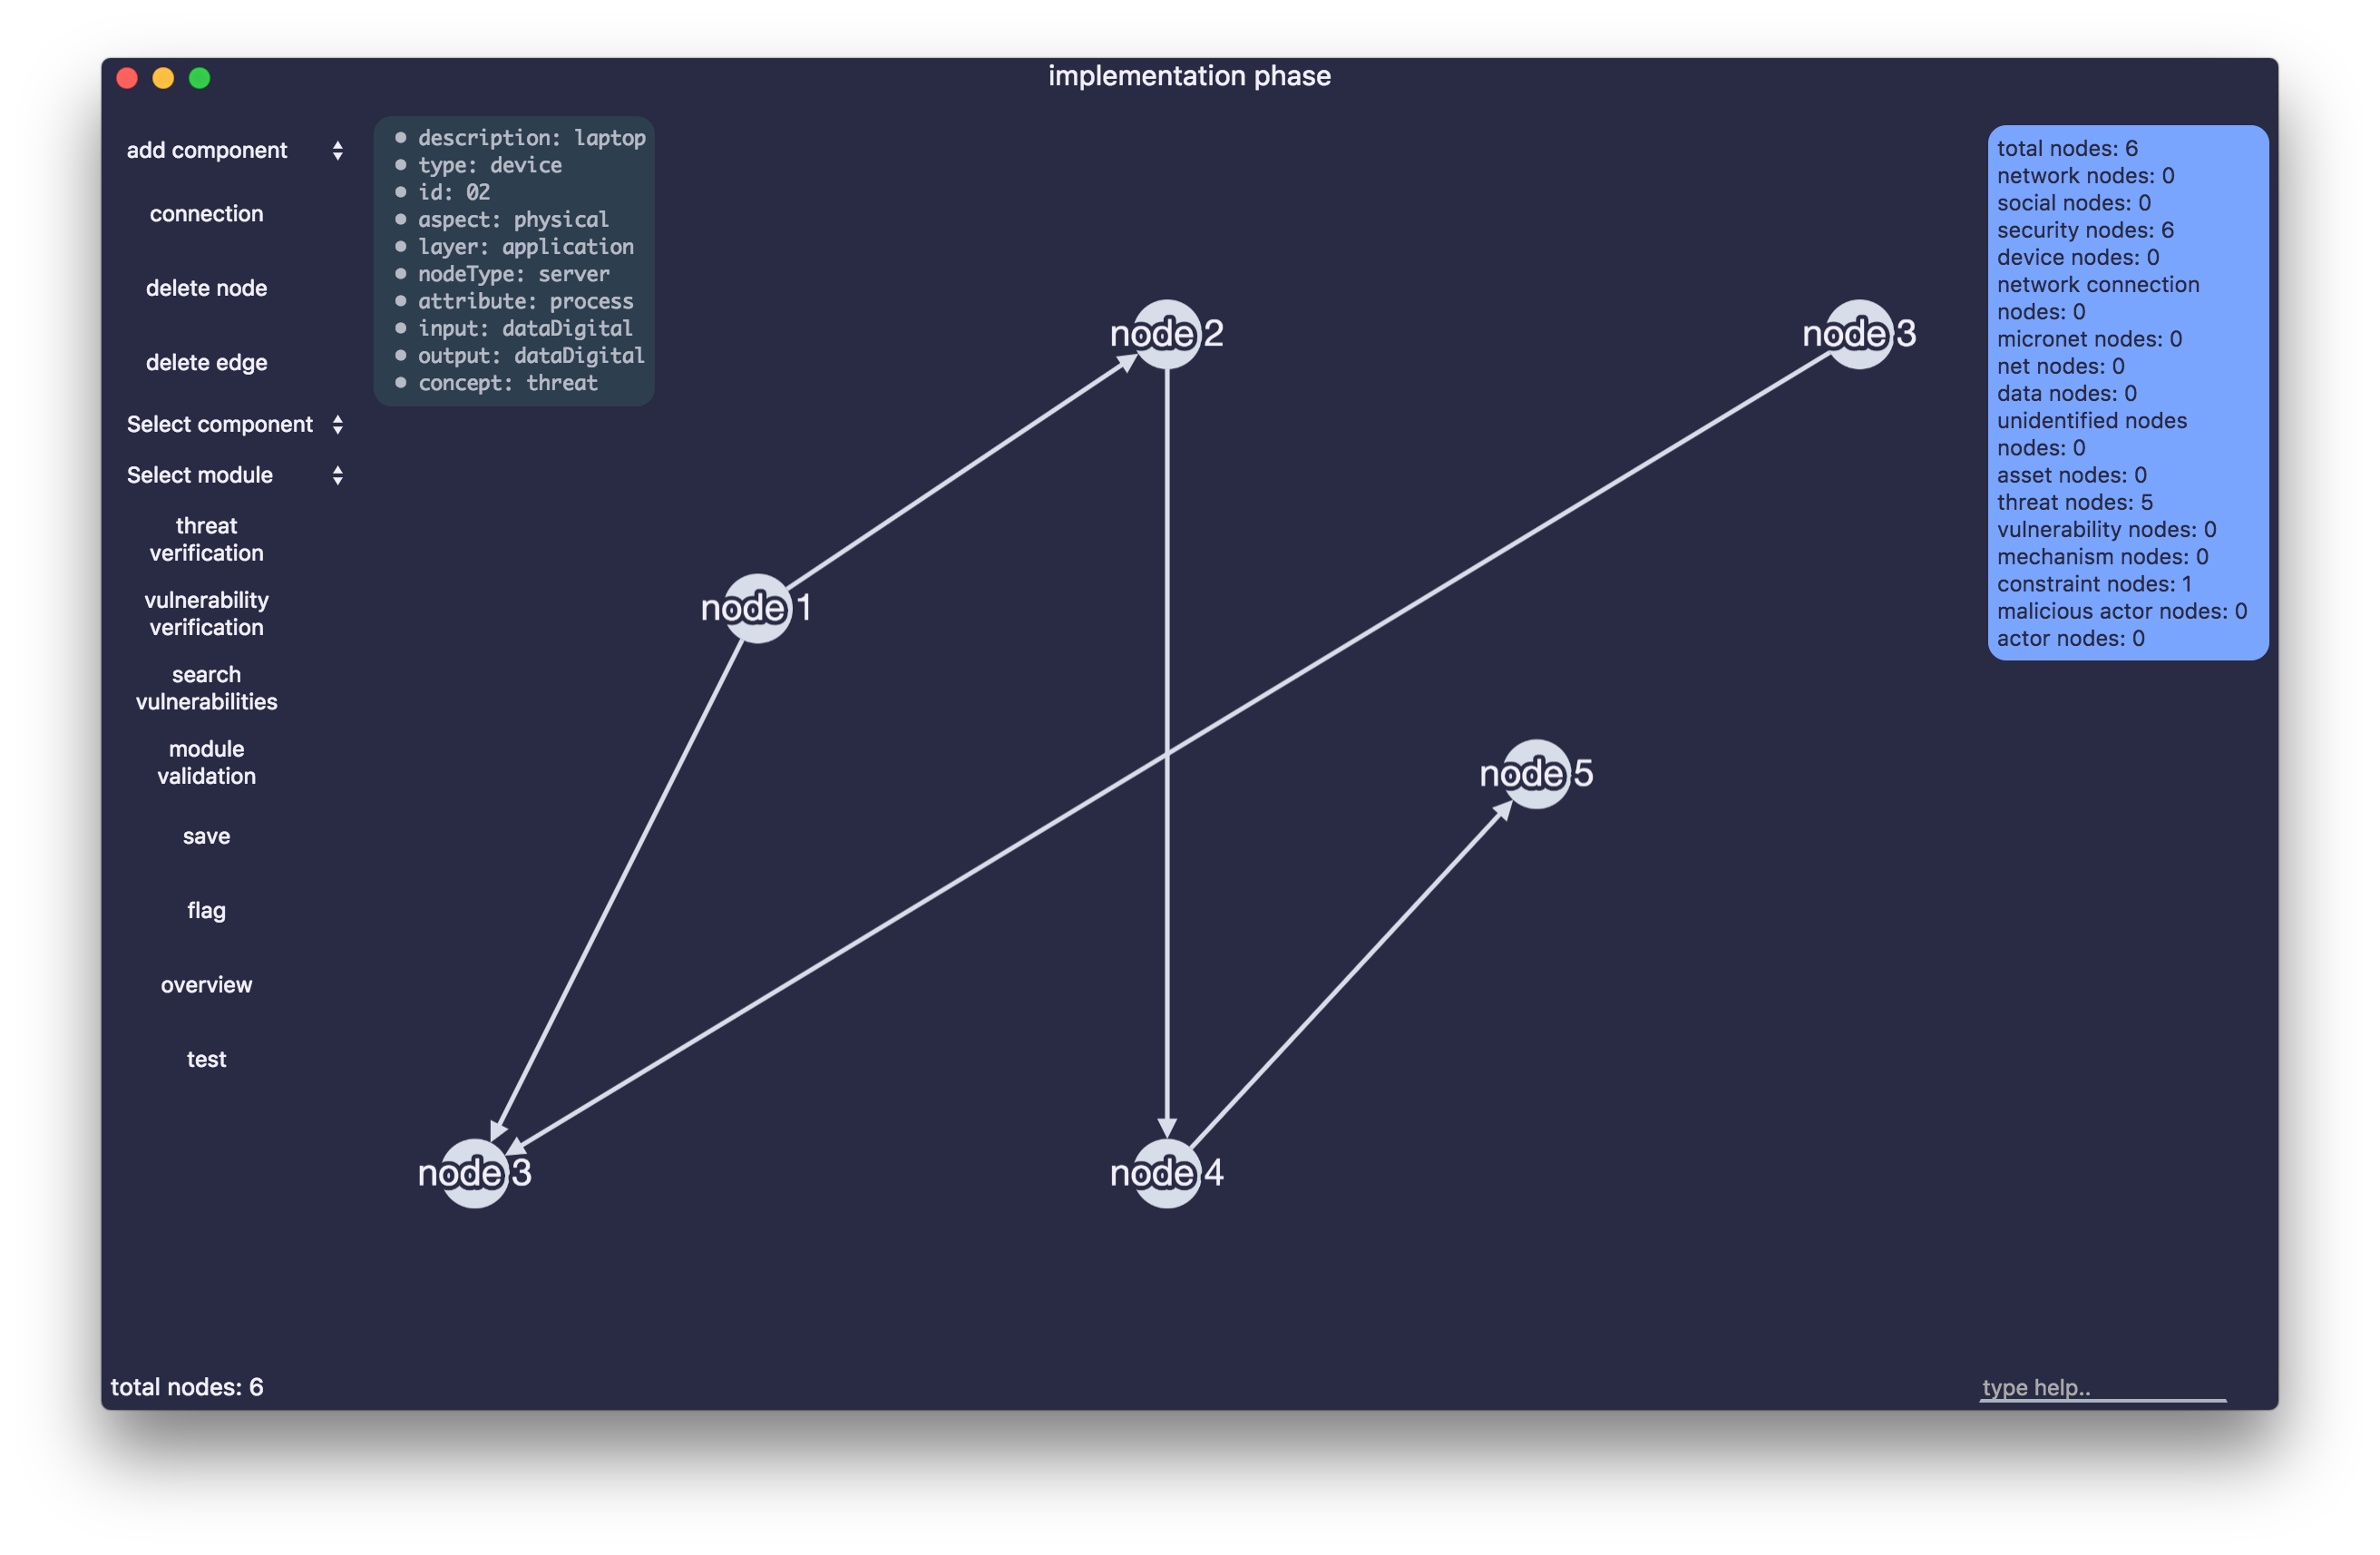 implementation phase
add component
connection
delete node
delete edge
Select component
Select module
threat
verification
vulnerability
verification
search
vulnerabilities
module
validation
save
flag
overview
test
description: laptop
type: device
id: 02
aspect: physical
layer: application
nodeType: server
attribute: process
input: dataDigital
output: dataDigital
concept: threat
node 2
node 3
node 1
node 5
node 3
node 4
total nodes: 6
network nodes: 0
social nodes: 0
security nodes: 6
device nodes: 0
network connection
nodes: 0
micronet nodes: 0
net nodes: 0
data nodes: 0
unidentified nodes
nodes: 0
asset nodes: 0
threat nodes: 5
vulnerability nodes: 0
mechanism nodes: 0
constraint nodes: 1
malicious actor nodes: 0
actor nodes: 0
total nodes: 6
type help..